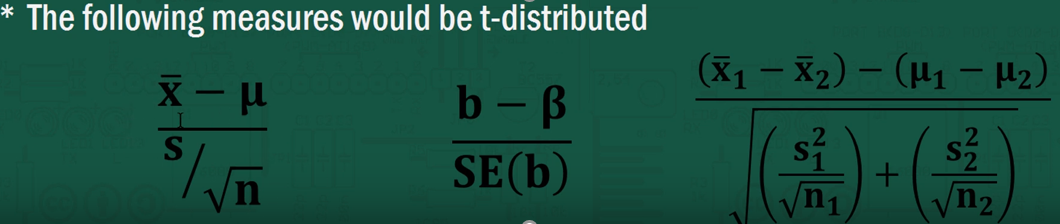 * The following measures would be t-distributed
x̄ − μ / s/√n
b − β / SE(b)
(x̄₁ − x̄₂) − (μ₁ − μ₂) / √((s₁²/√n₁) + (s₂²/√n₂))